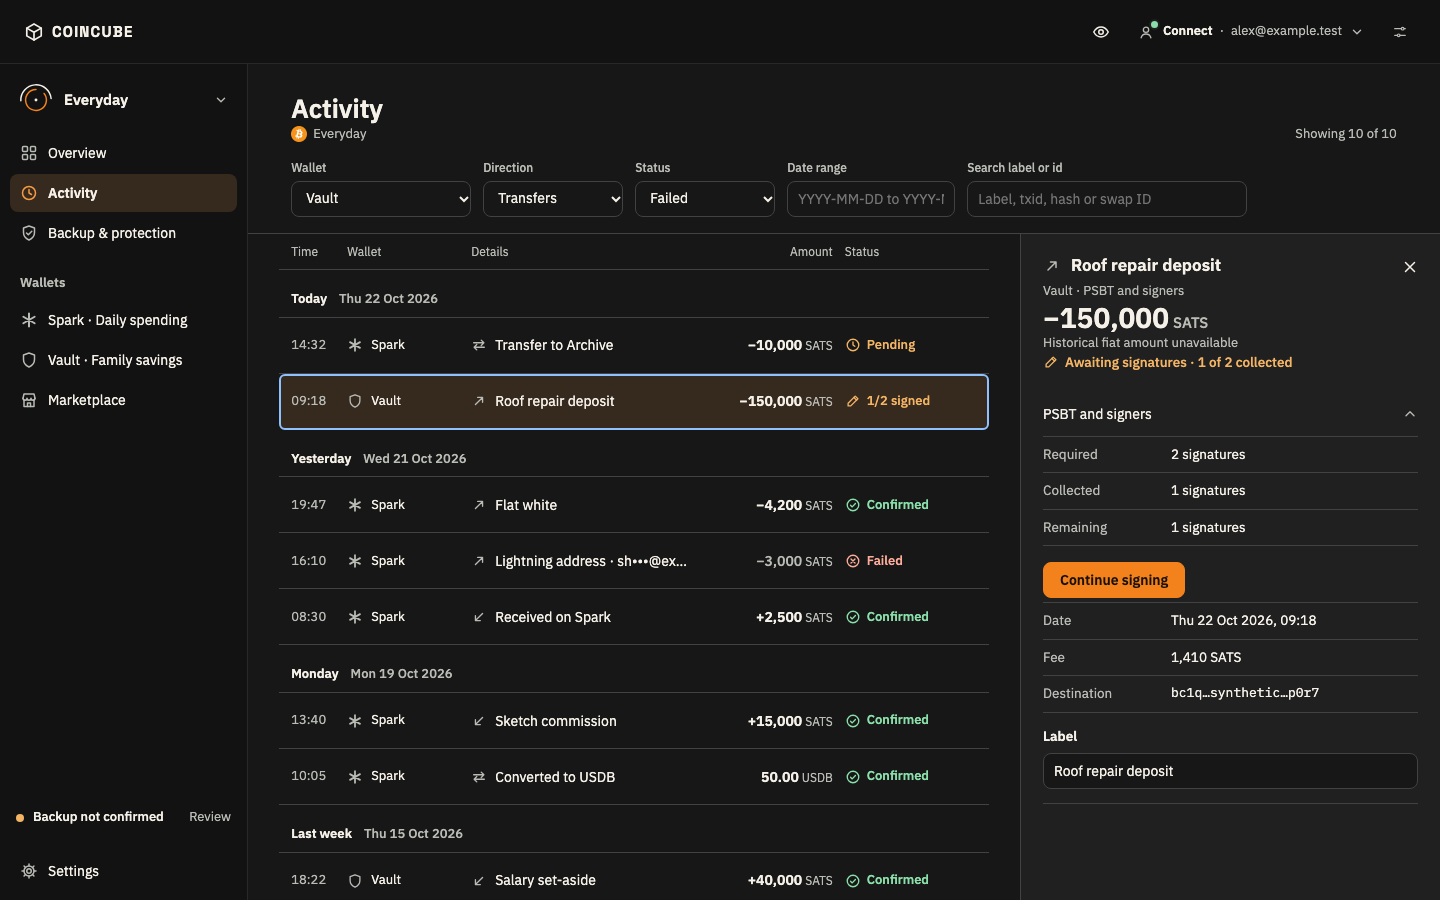 COINCUBE
Connect · alex@example.test
Everyday
Overview
Activity
Backup & protection
Wallets
Spark · Daily spending
Vault · Family savings
Marketplace
Backup not confirmed Review
Settings
Activity
Everyday
Showing 10 of 10
Wallet Direction Status Date range Search label or id
Vault Transfers Failed YYYY-MM-DD to YYYY-M Label, txid, hash or swap ID
Time Wallet Details Amount Status
Today Thu 22 Oct 2026
14:32 Spark Transfer to Archive −10,000 SATS Pending
09:18 Vault Roof repair deposit −150,000 SATS 1/2 signed
Yesterday Wed 21 Oct 2026
19:47 Spark Flat white −4,200 SATS Confirmed
16:10 Spark Lightning address · sh•••@ex... −3,000 SATS Failed
08:30 Spark Received on Spark +2,500 SATS Confirmed
Monday Mon 19 Oct 2026
13:40 Spark Sketch commission +15,000 SATS Confirmed
10:05 Spark Converted to USDB 50.00 USDB Confirmed
Last week Thu 15 Oct 2026
18:22 Vault Salary set-aside +40,000 SATS Confirmed
Roof repair deposit
Vault · PSBT and signers
−150,000 SATS
Historical fiat amount unavailable
Awaiting signatures · 1 of 2 collected
PSBT and signers
Required 2 signatures
Collected 1 signatures
Remaining 1 signatures
Continue signing
Date Thu 22 Oct 2026, 09:18
Fee 1,410 SATS
Destination bc1q…synthetic…p0r7
Label
Roof repair deposit